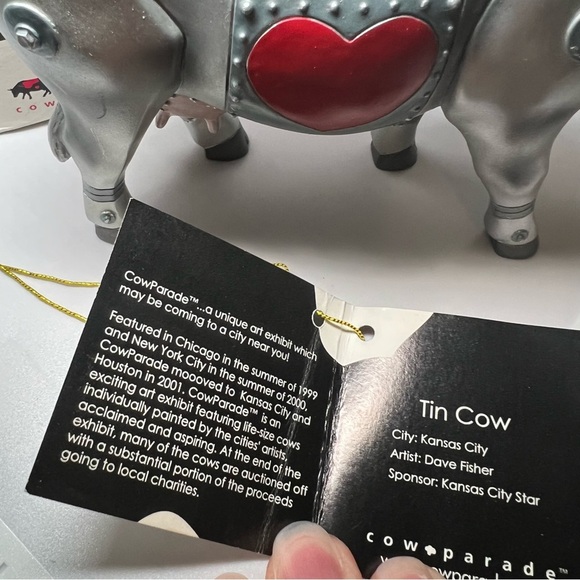 cow
CowParade™...a unique art exhibit which
may be coming to a city near you!
Featured in Chicago in the summer of 1999
and New York City in the summer of 2000,
CowParade moooved to Kansas City and
Houston in 2001. CowParade™ is an
exciting art exhibit featuring life-size cows
individually painted by the cities' artists,
acclaimed and aspiring. At the end of the
exhibit, many of the cows are auctioned off
with a substantial portion of the proceeds
going to local charities.
Tin Cow
City: Kansas City
Artist: Dave Fisher
Sponsor: Kansas City Star
cow parade™